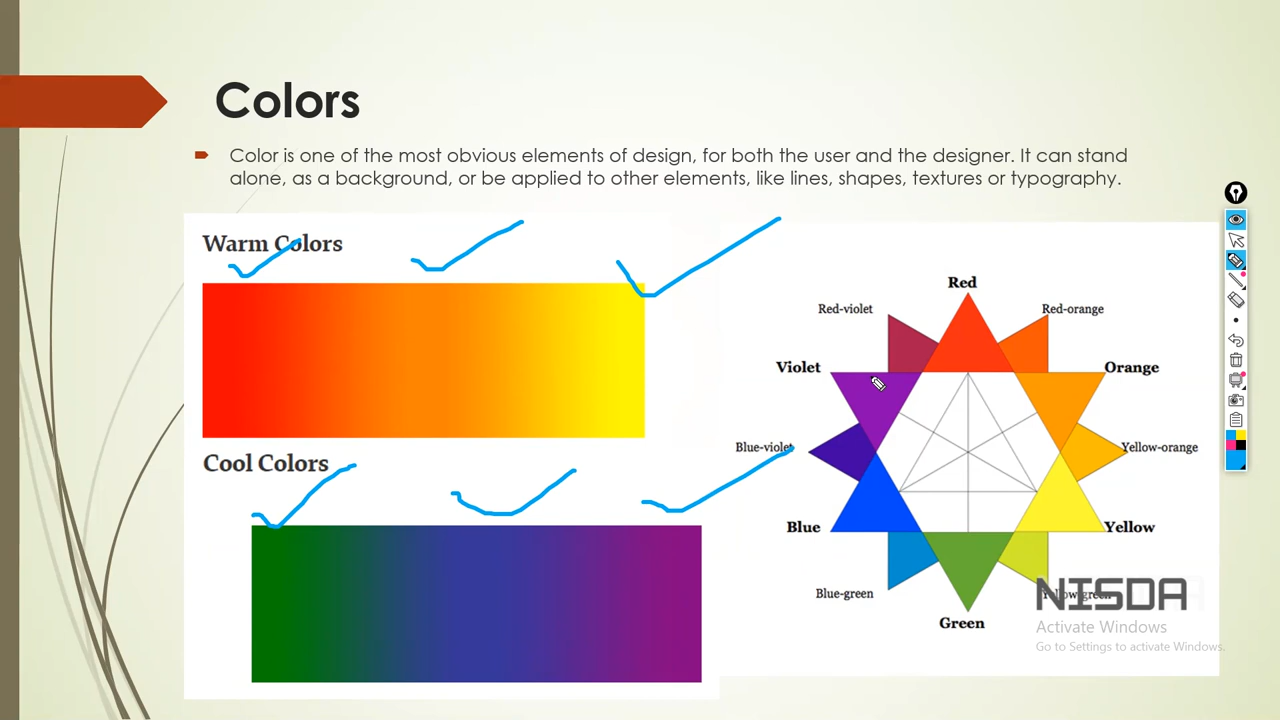 Colors
Color is one of the most obvious elements of design, for both the user and the designer. It can stand
alone, as a background, or be applied to other elements, like lines, shapes, textures or typography.
Warm Colors
Cool Colors
Red
Red-violet
Red-orange
Violet
Orange
Blue-violet
Yellow-orange
Blue
Yellow
Blue-green
Yellow-green
Green
NISDA
Activate Windows
Go to Settings to activate Windows.